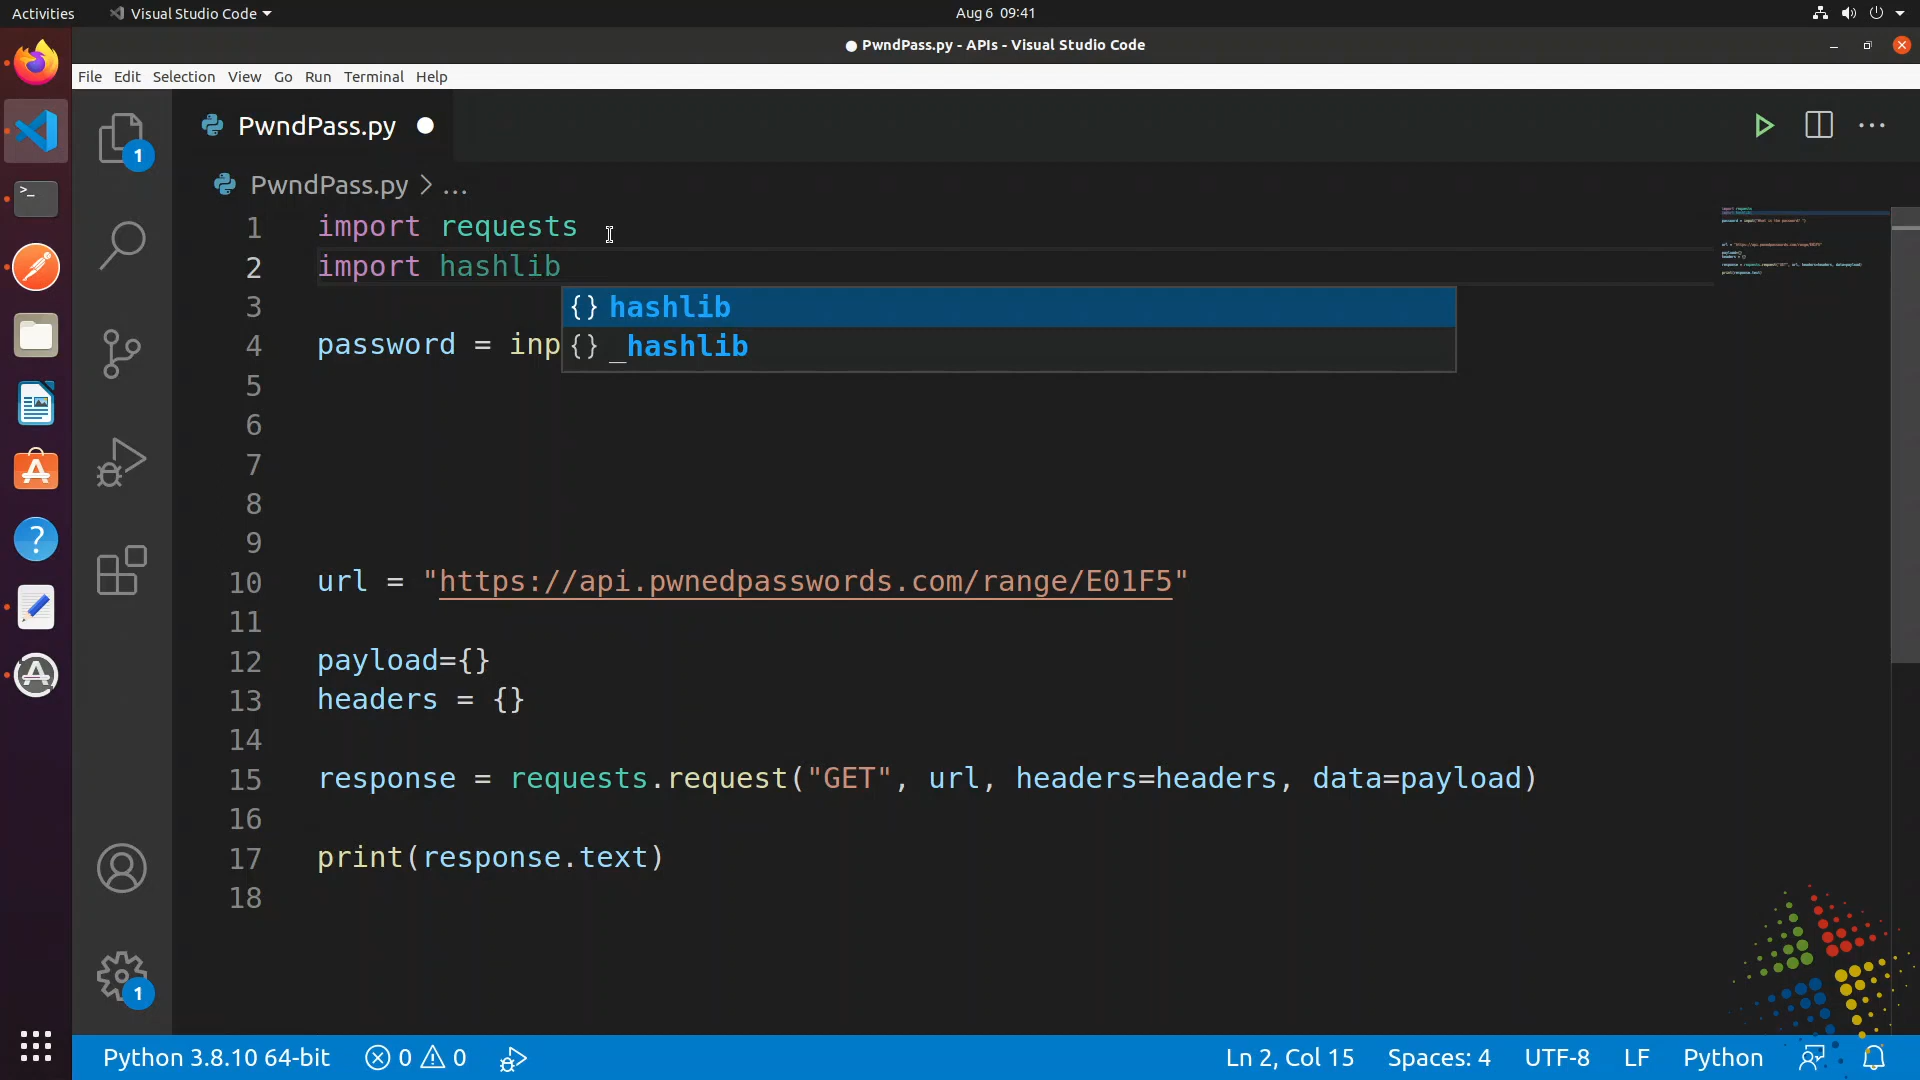 Activities
Visual Studio Code
Aug 6 09:41
● PwndPass.py - APIs - Visual Studio Code
File Edit Selection View Go Run Terminal Help
1
PwndPass.py
PwndPass.py > ...
1 import requests
2 import hashlib
3 {} hashlib
4 password = inp {} _hashlib
5
6
7
8
9
10 url = "https://api.pwnedpasswords.com/range/E01F5"
11
12 payload={}
13 headers = {}
14
15 response = requests.request("GET", url, headers=headers, data=payload)
16
17 print(response.text)
18
1
Python 3.8.10 64-bit 0 0 Ln 2, Col 15 Spaces: 4 UTF-8 LF Python